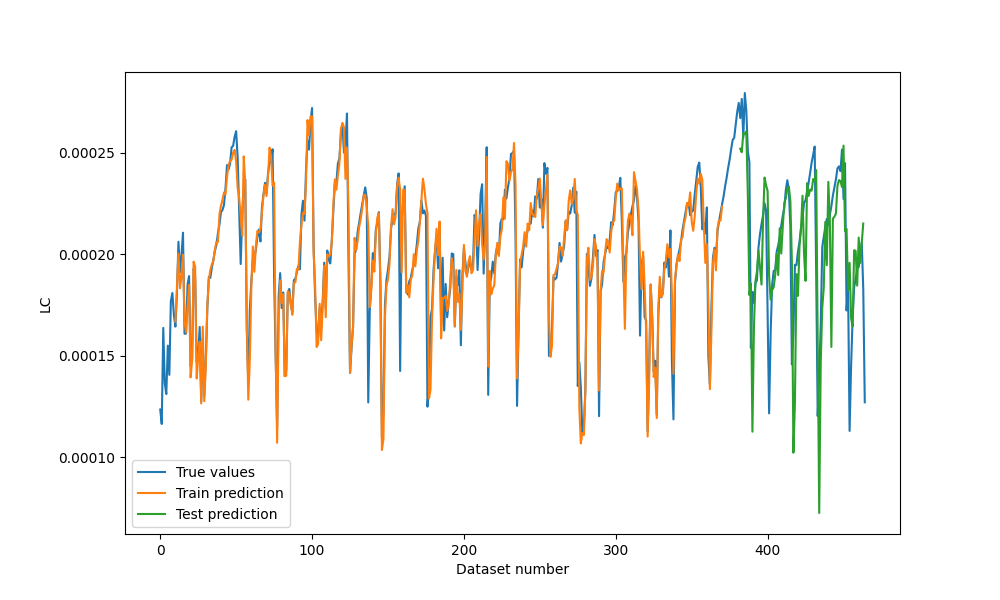 0.00025
0.00020
0.00015
0.00010
LC
True values
Train prediction
Test prediction
0
100
200
300
400
Dataset number